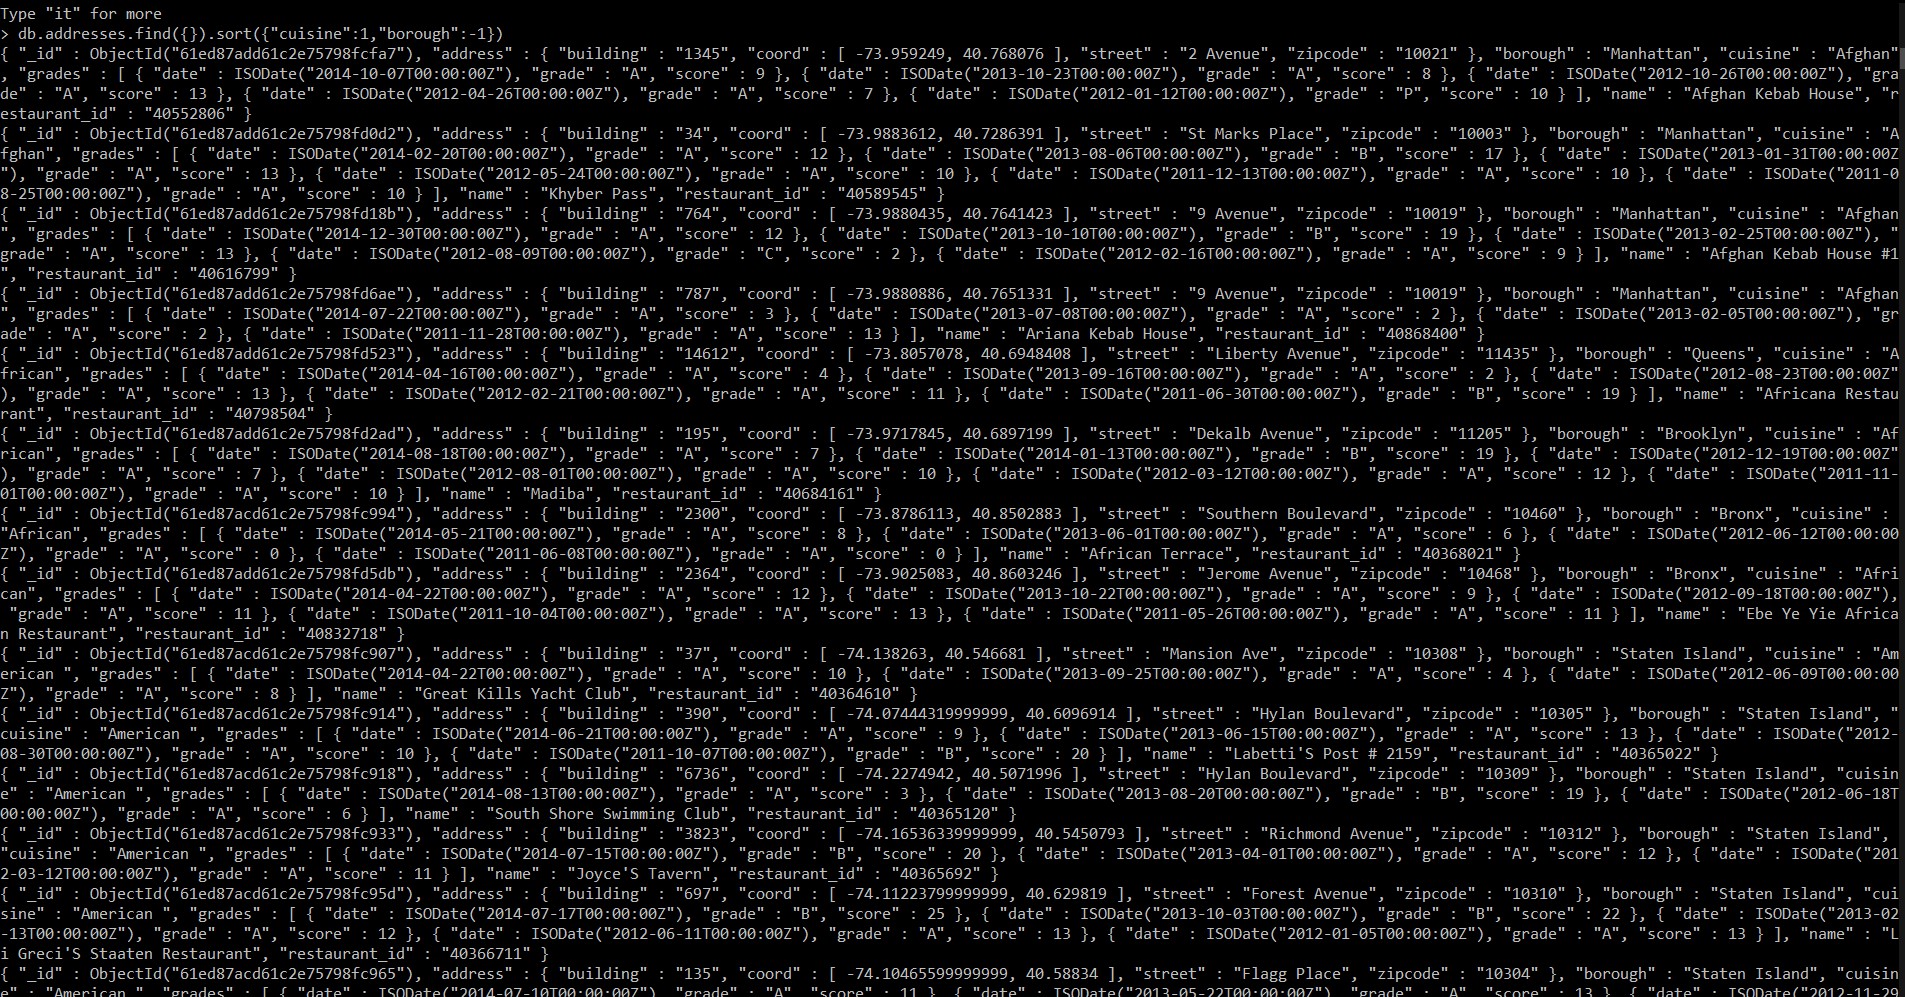 Type "it" for more
> db.addresses.find({}).sort({"cuisine":1,"borough":-1})
{ "_id" : ObjectId("61ed87add61c2e75798fcfa7"), "address" : { "building" : "1345", "coord" : [ -73.959249, 40.768076 ], "street" : "2 Avenue", "zipcode" : "10021" }, "borough" : "Manhattan", "cuisine" : "Afghan"
, "grades" : [ { "date" : ISODate("2014-10-07T00:00:00Z"), "grade" : "A", "score" : 9 }, { "date" : ISODate("2013-10-23T00:00:00Z"), "grade" : "A", "score" : 8 }, { "date" : ISODate("2012-10-26T00:00:00Z"), "gra
de" : "A", "score" : 13 }, { "date" : ISODate("2012-04-26T00:00:00Z"), "grade" : "A", "score" : 7 }, { "date" : ISODate("2012-01-12T00:00:00Z"), "grade" : "P", "score" : 10 } ], "name" : "Afghan Kebab House", "r
estaurant_id" : "40552806" }
{ "_id" : ObjectId("61ed87add61c2e75798fd0d2"), "address" : { "building" : "34", "coord" : [ -73.9883612, 40.7286391 ], "street" : "St Marks Place", "zipcode" : "10003" }, "borough" : "Manhattan", "cuisine" : "A
fghan", "grades" : [ { "date" : ISODate("2014-02-20T00:00:00Z"), "grade" : "A", "score" : 12 }, { "date" : ISODate("2013-08-06T00:00:00Z"), "grade" : "B", "score" : 17 }, { "date" : ISODate("2013-01-31T00:00:00Z
"), "grade" : "A", "score" : 13 }, { "date" : ISODate("2012-05-24T00:00:00Z"), "grade" : "A", "score" : 10 }, { "date" : ISODate("2011-12-13T00:00:00Z"), "grade" : "A", "score" : 10 }, { "date" : ISODate("2011-0
8-25T00:00:00Z"), "grade" : "A", "score" : 10 } ], "name" : "Khyber Pass", "restaurant_id" : "40589545" }
{ "_id" : ObjectId("61ed87add61c2e75798fd18b"), "address" : { "building" : "764", "coord" : [ -73.9880435, 40.7641423 ], "street" : "9 Avenue", "zipcode" : "10019" }, "borough" : "Manhattan", "cuisine" : "Afghan
", "grades" : [ { "date" : ISODate("2014-12-30T00:00:00Z"), "grade" : "A", "score" : 12 }, { "date" : ISODate("2013-10-10T00:00:00Z"), "grade" : "B", "score" : 19 }, { "date" : ISODate("2013-02-25T00:00:00Z"), "
grade" : "A", "score" : 13 }, { "date" : ISODate("2012-08-09T00:00:00Z"), "grade" : "C", "score" : 2 }, { "date" : ISODate("2012-02-16T00:00:00Z"), "grade" : "A", "score" : 9 } ], "name" : "Afghan Kebab House #1
", "restaurant_id" : "40616799" }
{ "_id" : ObjectId("61ed87add61c2e75798fd6ae"), "address" : { "building" : "787", "coord" : [ -73.9880886, 40.7651331 ], "street" : "9 Avenue", "zipcode" : "10019" }, "borough" : "Manhattan", "cuisine" : "Afghan
", "grades" : [ { "date" : ISODate("2014-07-22T00:00:00Z"), "grade" : "A", "score" : 3 }, { "date" : ISODate("2013-07-08T00:00:00Z"), "grade" : "A", "score" : 2 }, { "date" : ISODate("2013-02-05T00:00:00Z"), "gr
ade" : "A", "score" : 2 }, { "date" : ISODate("2011-11-28T00:00:00Z"), "grade" : "A", "score" : 13 } ], "name" : "Ariana Kebab House", "restaurant_id" : "40868400" }
{ "_id" : ObjectId("61ed87add61c2e75798fd523"), "address" : { "building" : "14612", "coord" : [ -73.8057078, 40.6948408 ], "street" : "Liberty Avenue", "zipcode" : "11435" }, "borough" : "Queens", "cuisine" : "A
frican", "grades" : [ { "date" : ISODate("2014-04-16T00:00:00Z"), "grade" : "A", "score" : 4 }, { "date" : ISODate("2013-09-16T00:00:00Z"), "grade" : "A", "score" : 2 }, { "date" : ISODate("2012-08-23T00:00:00Z"
), "grade" : "A", "score" : 13 }, { "date" : ISODate("2012-02-21T00:00:00Z"), "grade" : "A", "score" : 11 }, { "date" : ISODate("2011-06-30T00:00:00Z"), "grade" : "B", "score" : 19 } ], "name" : "Africana Restau
rant", "restaurant_id" : "40798504" }
{ "_id" : ObjectId("61ed87add61c2e75798fd2ad"), "address" : { "building" : "195", "coord" : [ -73.9717845, 40.6897199 ], "street" : "Dekalb Avenue", "zipcode" : "11205" }, "borough" : "Brooklyn", "cuisine" : "Af
rican", "grades" : [ { "date" : ISODate("2014-08-18T00:00:00Z"), "grade" : "A", "score" : 7 }, { "date" : ISODate("2014-01-13T00:00:00Z"), "grade" : "B", "score" : 19 }, { "date" : ISODate("2012-12-19T00:00:00Z"
), "grade" : "A", "score" : 7 }, { "date" : ISODate("2012-08-01T00:00:00Z"), "grade" : "A", "score" : 10 }, { "date" : ISODate("2012-03-12T00:00:00Z"), "grade" : "A", "score" : 12 }, { "date" : ISODate("2011-11-
01T00:00:00Z"), "grade" : "A", "score" : 10 } ], "name" : "Madiba", "restaurant_id" : "40684161" }
{ "_id" : ObjectId("61ed87acd61c2e75798fc994"), "address" : { "building" : "2300", "coord" : [ -73.8786113, 40.8502883 ], "street" : "Southern Boulevard", "zipcode" : "10460" }, "borough" : "Bronx", "cuisine" :
"African", "grades" : [ { "date" : ISODate("2014-05-21T00:00:00Z"), "grade" : "A", "score" : 8 }, { "date" : ISODate("2013-06-01T00:00:00Z"), "grade" : "A", "score" : 6 }, { "date" : ISODate("2012-06-12T00:00:00
Z"), "grade" : "A", "score" : 0 }, { "date" : ISODate("2011-06-08T00:00:00Z"), "grade" : "A", "score" : 0 } ], "name" : "African Terrace", "restaurant_id" : "40368021" }
{ "_id" : ObjectId("61ed87add61c2e75798fd5db"), "address" : { "building" : "2364", "coord" : [ -73.9025083, 40.8603246 ], "street" : "Jerome Avenue", "zipcode" : "10468" }, "borough" : "Bronx", "cuisine" : "Afri
can", "grades" : [ { "date" : ISODate("2014-04-22T00:00:00Z"), "grade" : "A", "score" : 12 }, { "date" : ISODate("2013-10-22T00:00:00Z"), "grade" : "A", "score" : 9 }, { "date" : ISODate("2012-09-18T00:00:00Z"),
"grade" : "A", "score" : 11 }, { "date" : ISODate("2011-10-04T00:00:00Z"), "grade" : "A", "score" : 13 }, { "date" : ISODate("2011-05-26T00:00:00Z"), "grade" : "A", "score" : 11 } ], "name" : "Ebe Ye Yie Africa
n Restaurant", "restaurant_id" : "40832718" }
{ "_id" : ObjectId("61ed87acd61c2e75798fc907"), "address" : { "building" : "37", "coord" : [ -74.138263, 40.546681 ], "street" : "Mansion Ave", "zipcode" : "10308" }, "borough" : "Staten Island", "cuisine" : "Am
erican ", "grades" : [ { "date" : ISODate("2014-04-22T00:00:00Z"), "grade" : "A", "score" : 10 }, { "date" : ISODate("2013-09-25T00:00:00Z"), "grade" : "A", "score" : 4 }, { "date" : ISODate("2012-06-09T00:00:00
Z"), "grade" : "A", "score" : 8 } ], "name" : "Great Kills Yacht Club", "restaurant_id" : "40364610" }
{ "_id" : ObjectId("61ed87acd61c2e75798fc914"), "address" : { "building" : "390", "coord" : [ -74.07444319999999, 40.6096914 ], "street" : "Hylan Boulevard", "zipcode" : "10305" }, "borough" : "Staten Island", "
cuisine" : "American ", "grades" : [ { "date" : ISODate("2014-06-21T00:00:00Z"), "grade" : "A", "score" : 9 }, { "date" : ISODate("2013-06-15T00:00:00Z"), "grade" : "A", "score" : 13 }, { "date" : ISODate("2012-
08-30T00:00:00Z"), "grade" : "A", "score" : 10 }, { "date" : ISODate("2011-10-07T00:00:00Z"), "grade" : "B", "score" : 20 } ], "name" : "Labetti'S Post # 2159", "restaurant_id" : "40365022" }
{ "_id" : ObjectId("61ed87acd61c2e75798fc918"), "address" : { "building" : "6736", "coord" : [ -74.2274942, 40.5071996 ], "street" : "Hylan Boulevard", "zipcode" : "10309" }, "borough" : "Staten Island", "cuisin
e" : "American ", "grades" : [ { "date" : ISODate("2014-08-13T00:00:00Z"), "grade" : "A", "score" : 3 }, { "date" : ISODate("2013-08-20T00:00:00Z"), "grade" : "B", "score" : 19 }, { "date" : ISODate("2012-06-18T
00:00:00Z"), "grade" : "A", "score" : 6 } ], "name" : "South Shore Swimming Club", "restaurant_id" : "40365120" }
{ "_id" : ObjectId("61ed87acd61c2e75798fc933"), "address" : { "building" : "3823", "coord" : [ -74.16536339999999, 40.5450793 ], "street" : "Richmond Avenue", "zipcode" : "10312" }, "borough" : "Staten Island",
"cuisine" : "American ", "grades" : [ { "date" : ISODate("2014-07-15T00:00:00Z"), "grade" : "B", "score" : 20 }, { "date" : ISODate("2013-04-01T00:00:00Z"), "grade" : "A", "score" : 12 }, { "date" : ISODate("201
2-03-12T00:00:00Z"), "grade" : "A", "score" : 11 } ], "name" : "Joyce'S Tavern", "restaurant_id" : "40365692" }
{ "_id" : ObjectId("61ed87acd61c2e75798fc95d"), "address" : { "building" : "697", "coord" : [ -74.11223799999999, 40.629819 ], "street" : "Forest Avenue", "zipcode" : "10310" }, "borough" : "Staten Island", "cui
sine" : "American ", "grades" : [ { "date" : ISODate("2014-07-17T00:00:00Z"), "grade" : "B", "score" : 25 }, { "date" : ISODate("2013-10-03T00:00:00Z"), "grade" : "B", "score" : 22 }, { "date" : ISODate("2013-02
-13T00:00:00Z"), "grade" : "A", "score" : 12 }, { "date" : ISODate("2012-06-11T00:00:00Z"), "grade" : "A", "score" : 13 }, { "date" : ISODate("2012-01-05T00:00:00Z"), "grade" : "A", "score" : 13 } ], "name" : "L
i Greci'S Staaten Restaurant", "restaurant_id" : "40366711" }
{ "_id" : ObjectId("61ed87acd61c2e75798fc965"), "address" : { "building" : "135", "coord" : [ -74.10465599999999, 40.58834 ], "street" : "Flagg Place", "zipcode" : "10304" }, "borough" : "Staten Island", "cuisin
e" : "American ", "grades" : [ { "date" : ISODate("2014-07-10T00:00:00Z"), "grade" : "A", "score" : 11 }, { "date" : ISODate("2013-05-22T00:00:00Z"), "grade" : "A", "score" : 13 }, { "date" : ISODate("2012-11-29